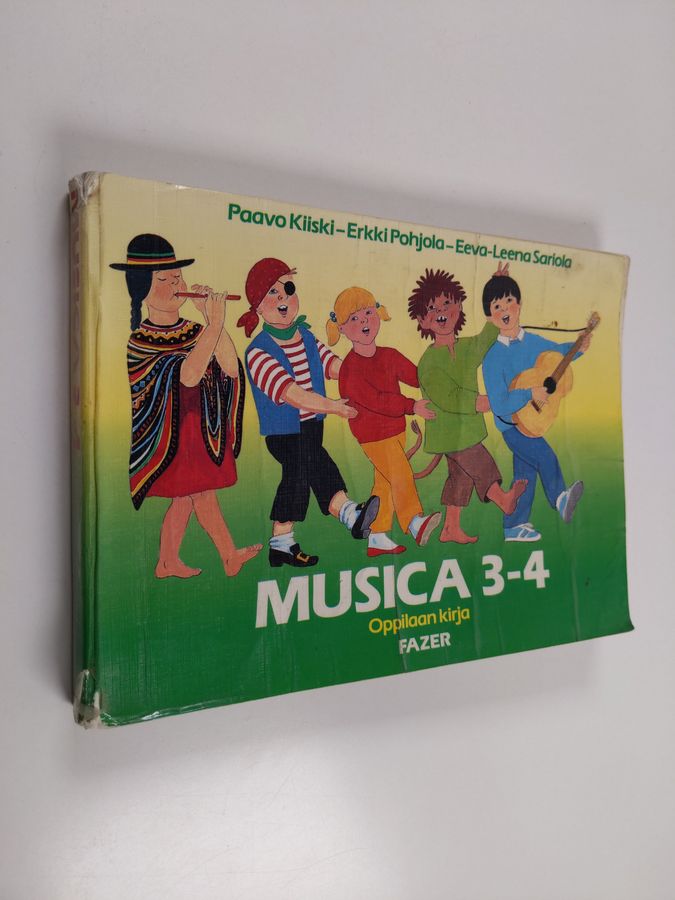 Paavo Kiiski – Erkki Pohjola – Eeva-Leena Sariola
MUSICA 3-4
Oppilaan kirja
FAZER